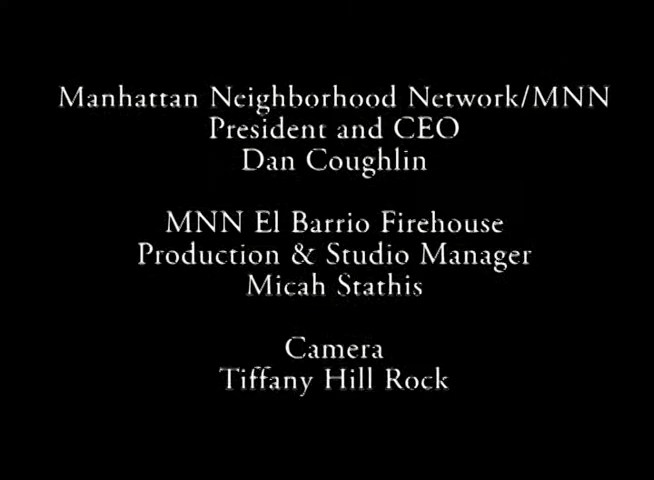 Manhattan Neighborhood Network/MNN
President and CEO
Dan Coughlin
MNN El Barrio Firehouse
Production & Studio Manager
Micah Stathis
Camera
Tiffany Hill Rock